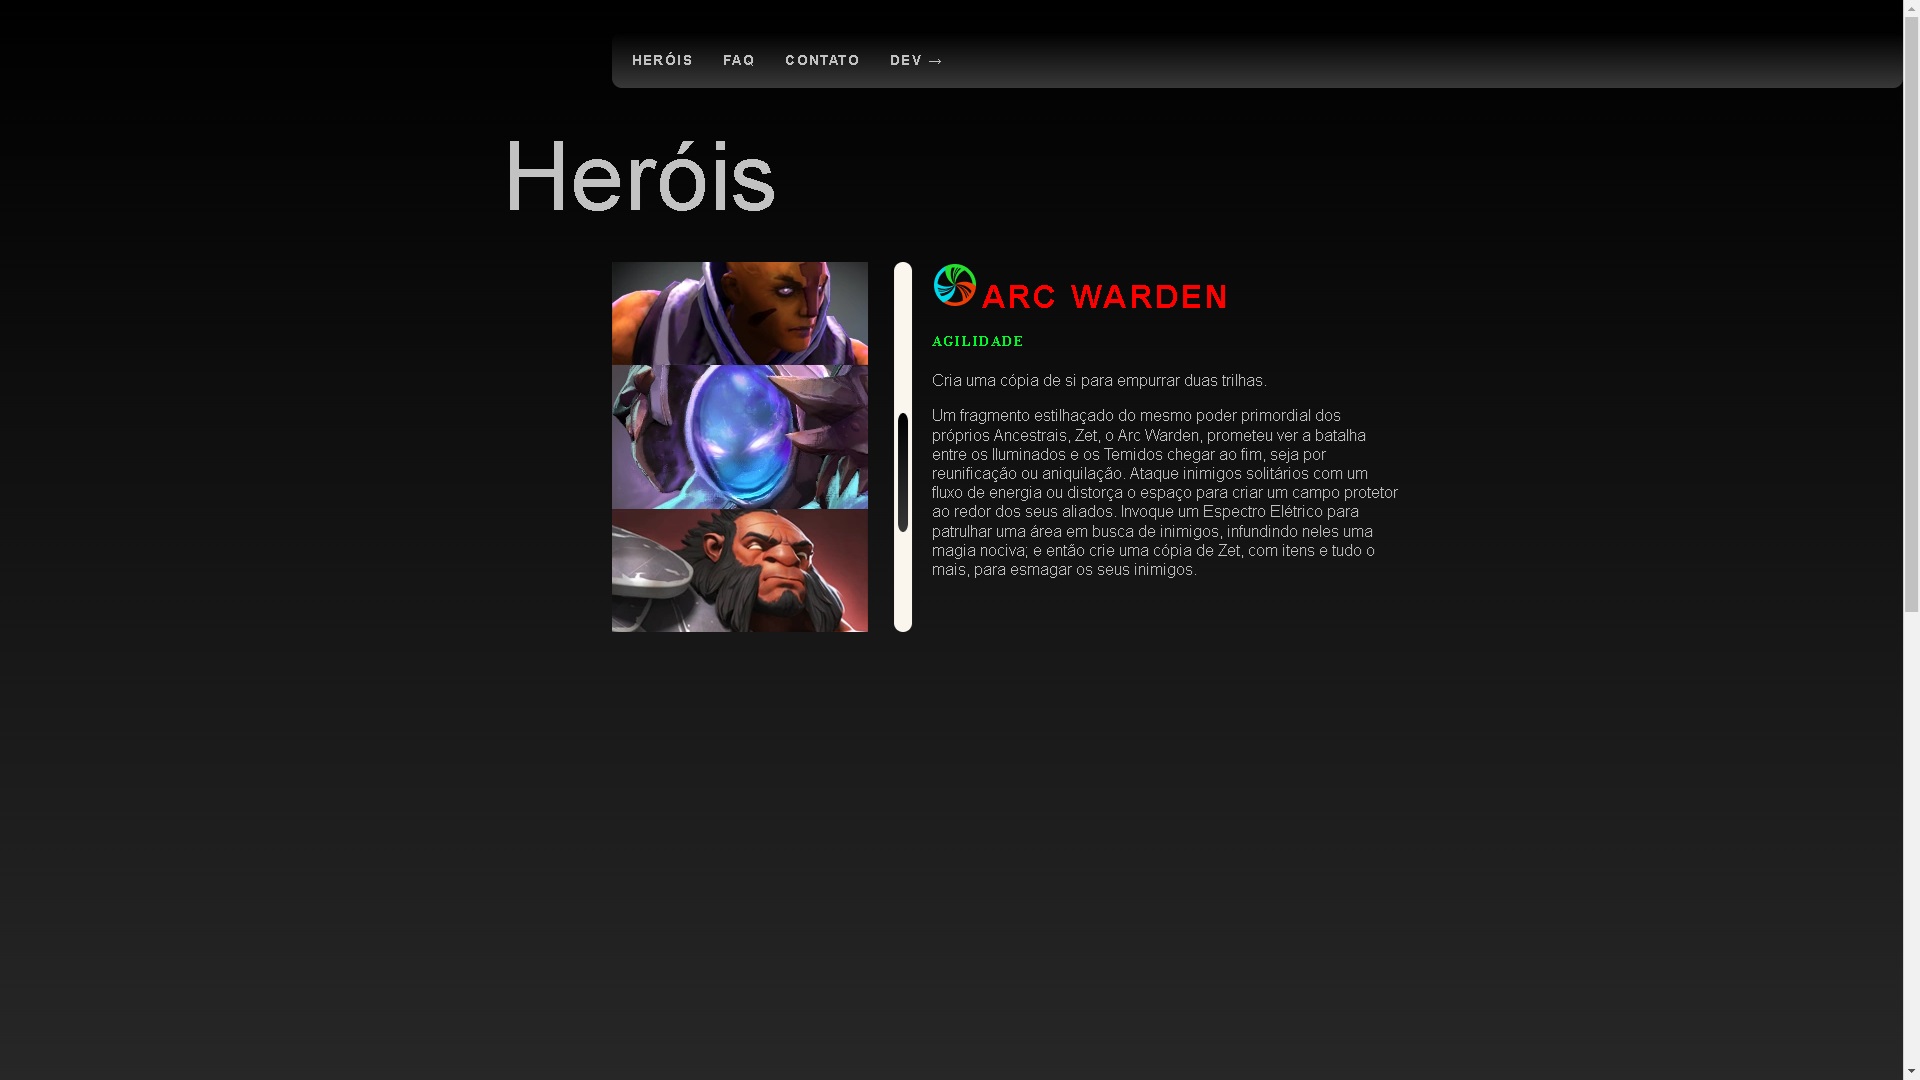 HERÓIS FAQ CONTATO DEV →
Heróis
ARC WARDEN
AGILIDADE
Cria uma cópia de si para empurrar duas trilhas.
Um fragmento estilhaçado do mesmo poder primordial dos
próprios Ancestrais, Zet, o Arc Warden, prometeu ver a batalha
entre os Iluminados e os Temidos chegar ao fim, seja por
reunificação ou aniquilação. Ataque inimigos solitários com um
fluxo de energia ou distorça o espaço para criar um campo protetor
ao redor dos seus aliados. Invoque um Espectro Elétrico para
patrulhar uma área em busca de inimigos, infundindo neles uma
magia nociva; e então crie uma cópia de Zet, com itens e tudo o
mais, para esmagar os seus inimigos.